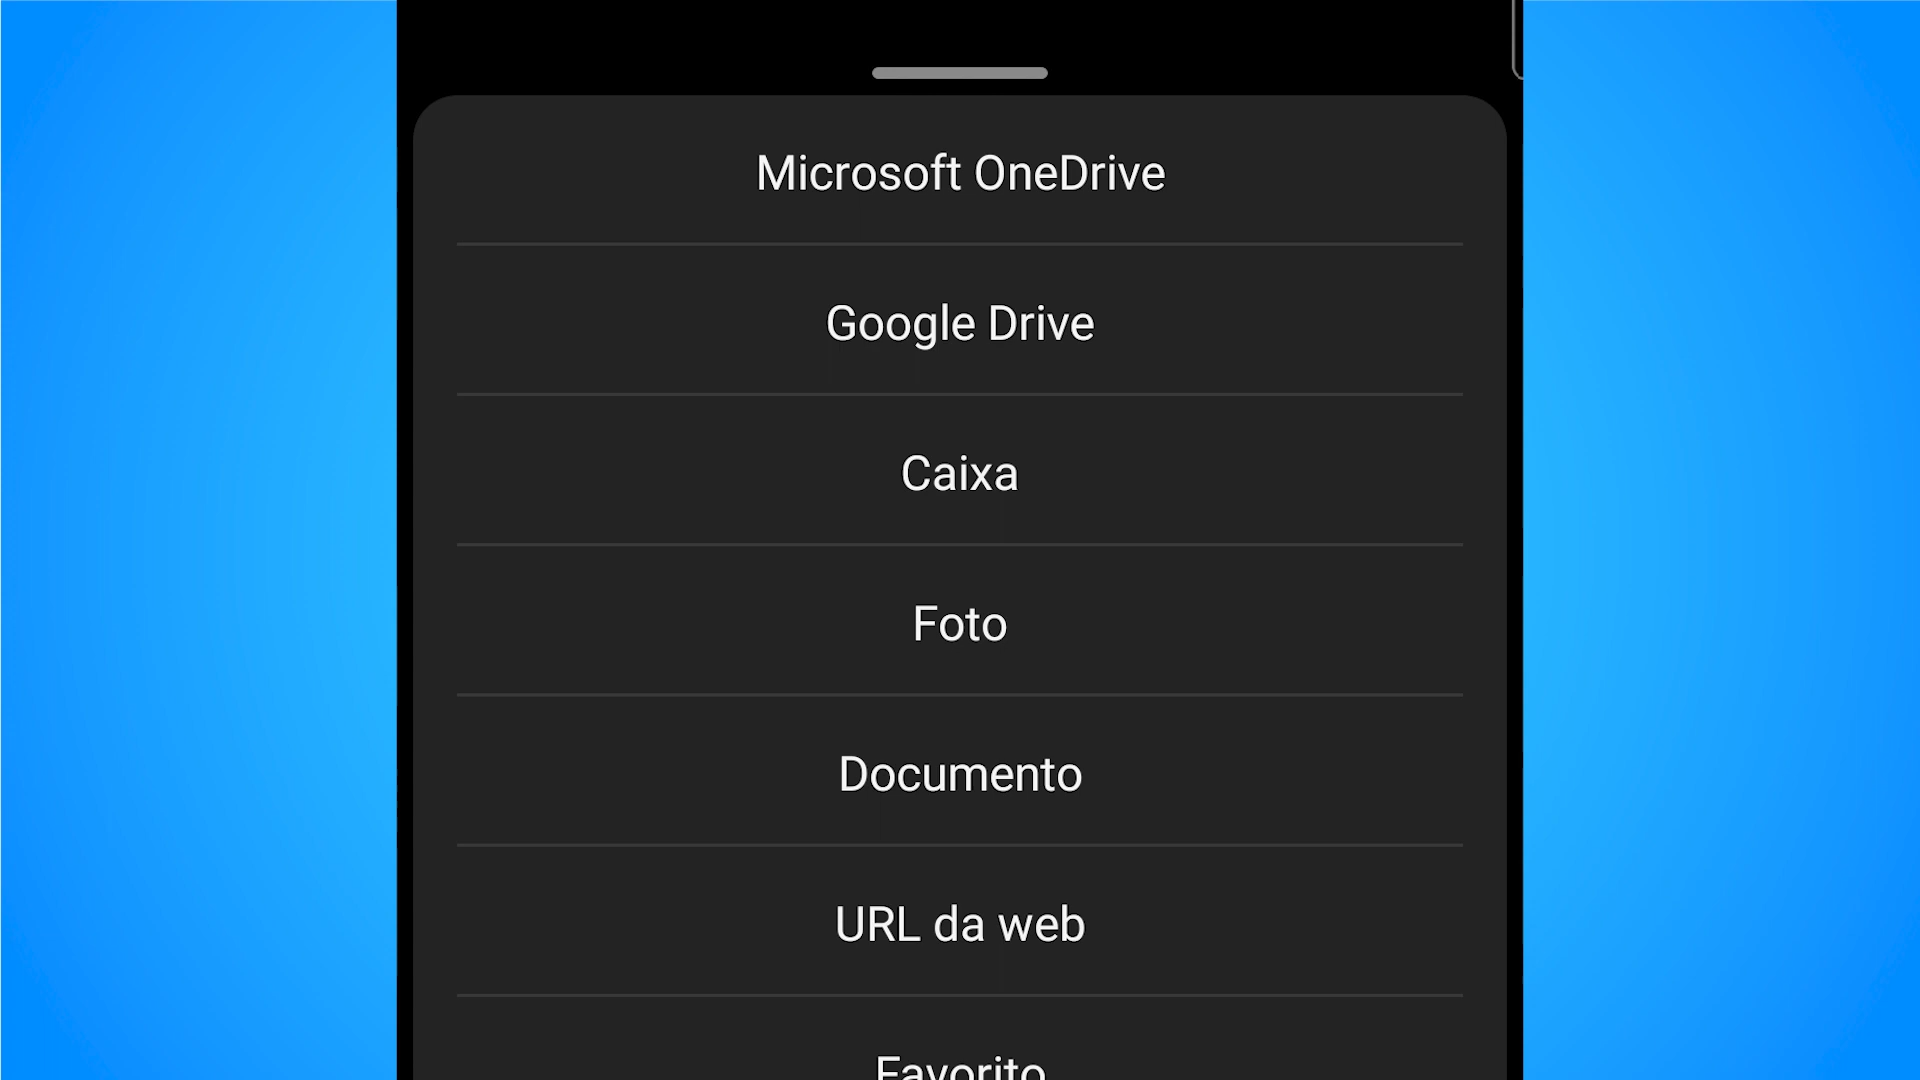 Microsoft OneDrive
Google Drive
Caixa
Foto
Documento
URL da web
Favorito